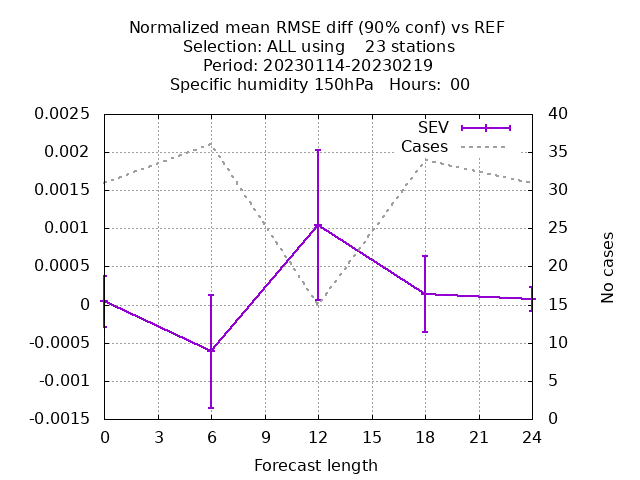 Normalized mean RMSE diff (90% conf) vs REF
Selection: ALL using    23 stations
Period: 20230114-20230219
Specific humidity 150hPa   Hours:  00
SEV
Cases
0.0025
0.002
0.0015
0.001
0.0005
0
-0.0005
-0.001
-0.0015
40
35
30
25
20
15
10
5
0
No cases
0 3 6 9 12 15 18 21 24
Forecast length